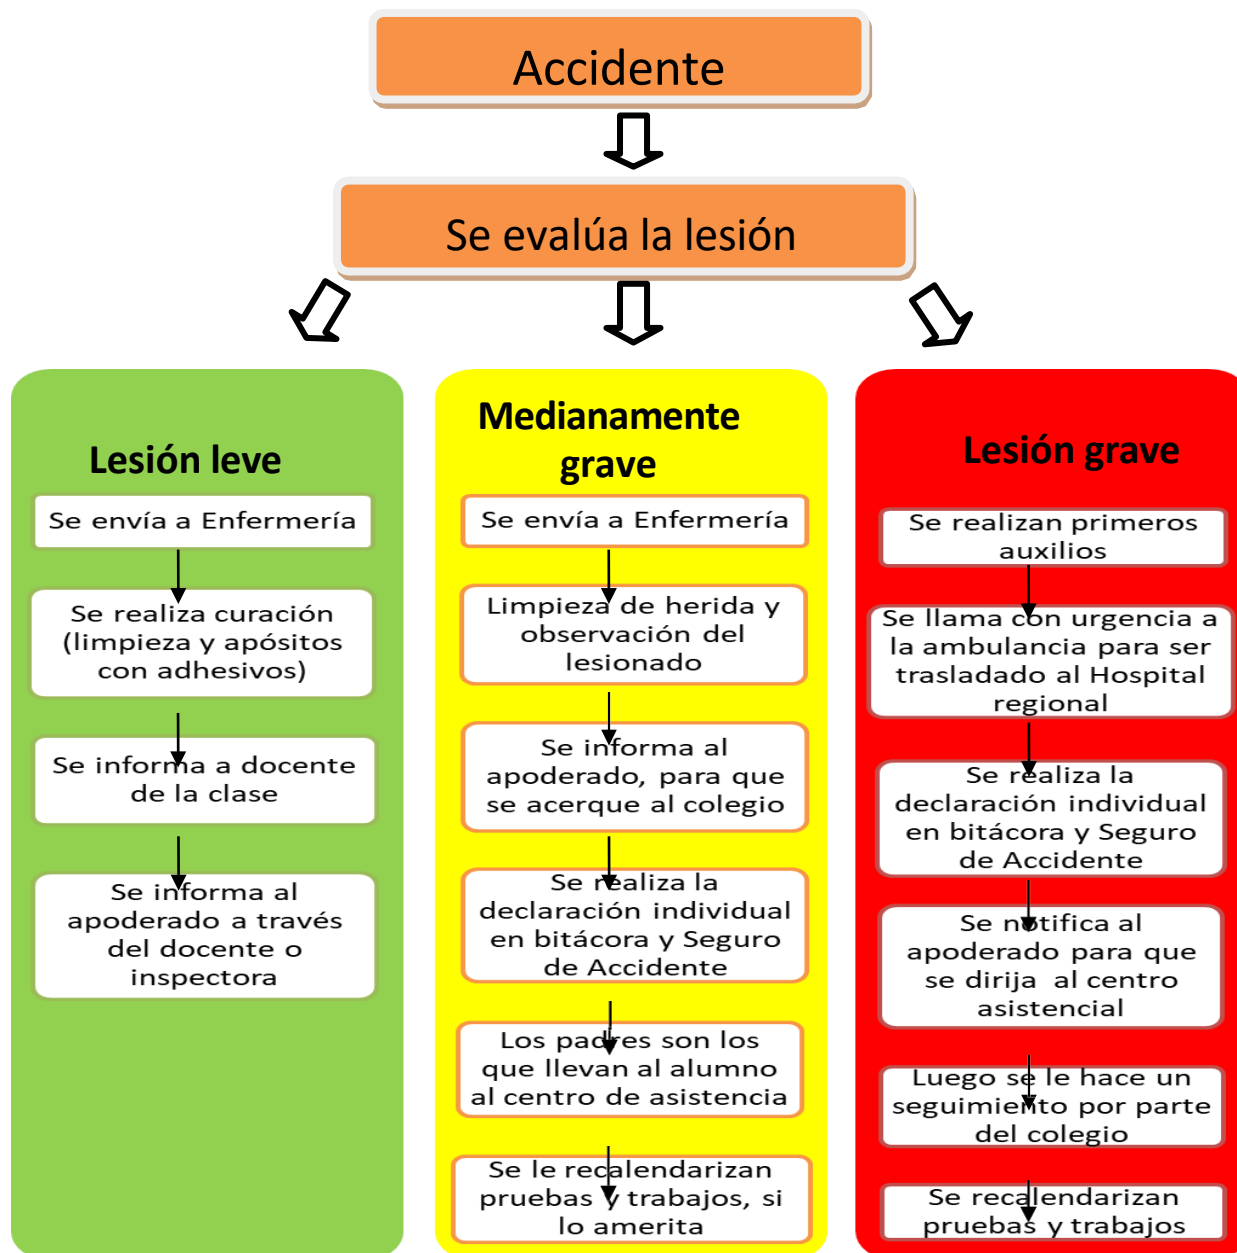 Accidente
Se evalúa la lesión
Lesión leve
Se envía a Enfermería
Se realiza curación
(limpieza y apósitos
con adhesivos)
Se informa a docente
de la clase
Se informa al
apoderado a través
del docente o
inspectora
Medianamente
grave
Se envía a Enfermería
Limpieza de herida y
observación del
lesionado
Se informa al
apoderado, para que
se acerque al colegio
Se realiza la
declaración individual
en bitácora y Seguro
de Accidente
Los padres son los
que llevan al alumno
al centro de asistencia
Se le recalendarizan
pruebas y trabajos, si
lo amerita
Lesión grave
Se realizan primeros
auxilios
Se llama con urgencia a
la ambulancia para ser
trasladado al Hospital
regional
Se realiza la
declaración individual
en bitácora y Seguro
de Accidente
Se notifica al
apoderado para que
se dirija al centro
asistencial
Luego se le hace un
seguimiento por parte
del colegio
Se recalendarizan
pruebas y trabajos